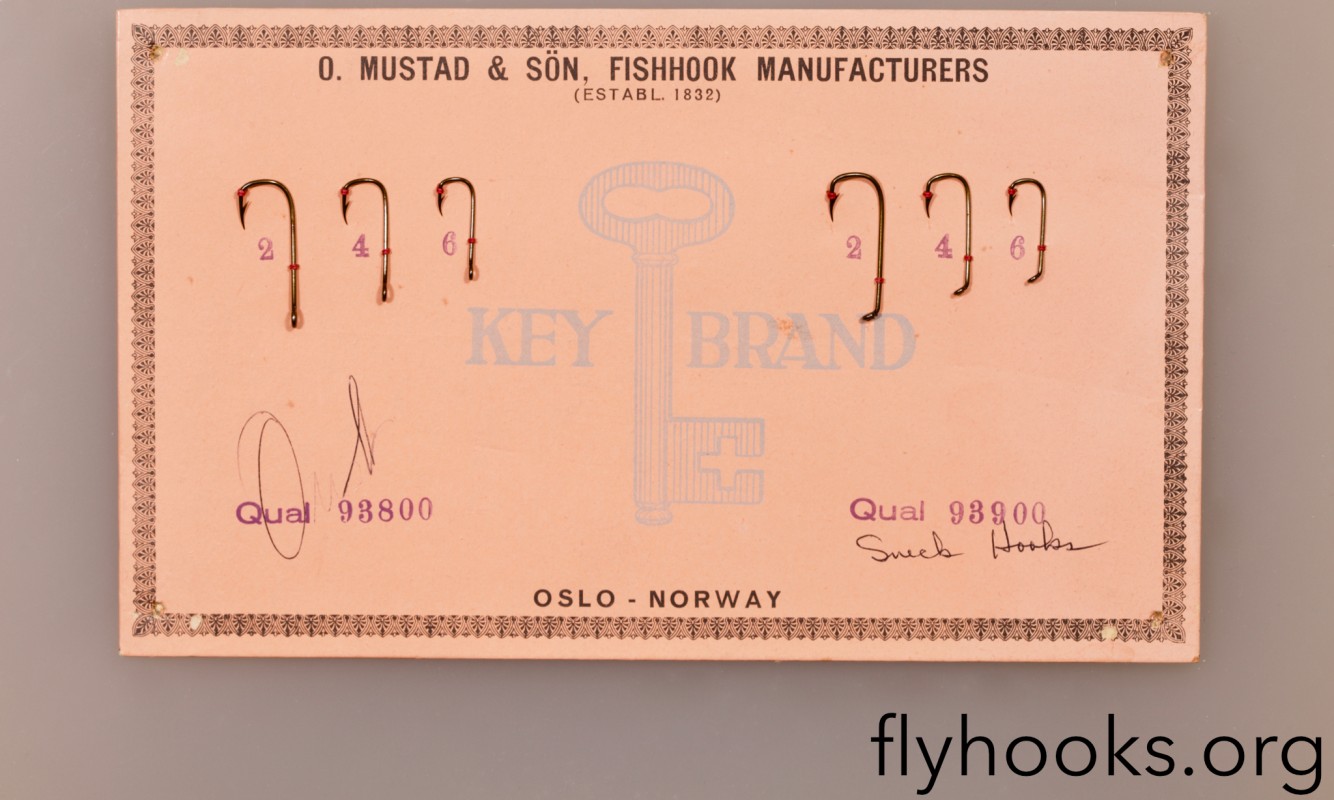 O. MUSTAD & SÖN, FISHHOOK MANUFACTURERS
(ESTABL. 1832)
2 4 6 2 4 6
KEY BRAND
Qual 93800 Qual 93900
Sneck Hooks
OSLO - NORWAY
flyhooks.org